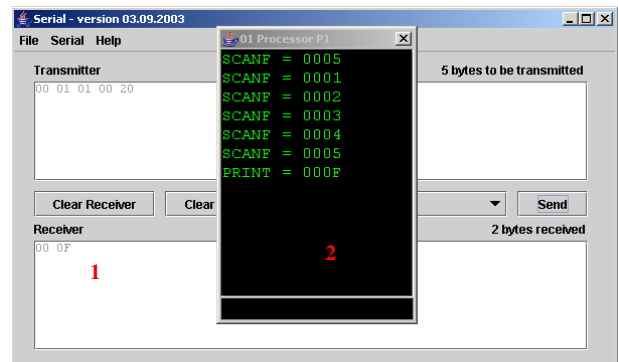 Serial - version 03.09.2003
File Serial Help
01 Processor P1
Transmitter
5 bytes to be transmitted
00 01 01 00 20
SCANF = 0005
SCANF = 0001
SCANF = 0002
SCANF = 0003
SCANF = 0004
SCANF = 0005
PRINT = 000F
Clear Receiver
Clear
Send
Receiver
2 bytes received
00 0F
1
2